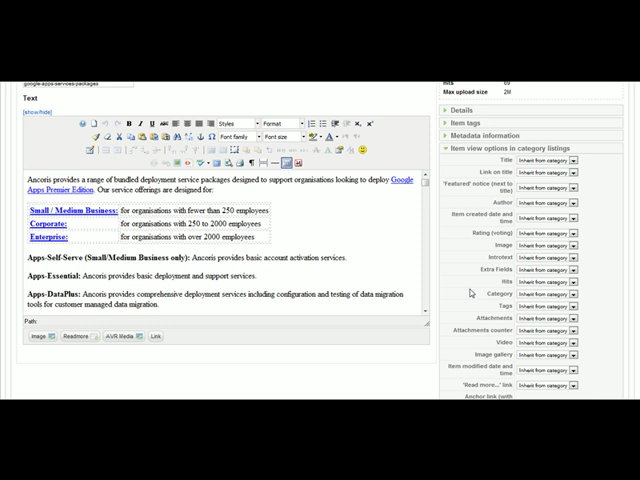 google-apps-services-packages
Text
[show/hide]
Styles
Format
Font family
Font size
Ancoris provides a range of bundled deployment service packages designed to support organisations looking to deploy Google
Apps Premier Edition. Our service offerings are designed for:
Small / Medium Business: for organisations with fewer than 250 employees
Corporate: for organisations with 250 to 2000 employees
Enterprise: for organisations with over 2000 employees
Apps-Self-Serve (Small/Medium Business only): Ancoris provides basic account activation services.
Apps-Essential: Ancoris provides basic deployment and support services.
Apps-DataPlus: Ancoris provides comprehensive deployment services including configuration and testing of data migration
tools for customer managed data migration.
Path:
Image
Readmore
AVR Media
Link
Hits 69
Max upload size 2M
Details
Item tags
Metadata information
Item view options in category listings
Title Inherit from category
Link on title Inherit from category
'Featured' notice (next to
title) Inherit from category
Author Inherit from category
Item created date and
time Inherit from category
Rating (voting) Inherit from category
Image Inherit from category
Introtext Inherit from category
Extra Fields Inherit from category
Hits Inherit from category
Category Inherit from category
Tags Inherit from category
Attachments Inherit from category
Attachments counter Inherit from category
Video Inherit from category
Image gallery Inherit from category
Item modified date and
time Inherit from category
'Read more...' link Inherit from category
Anchor link (with